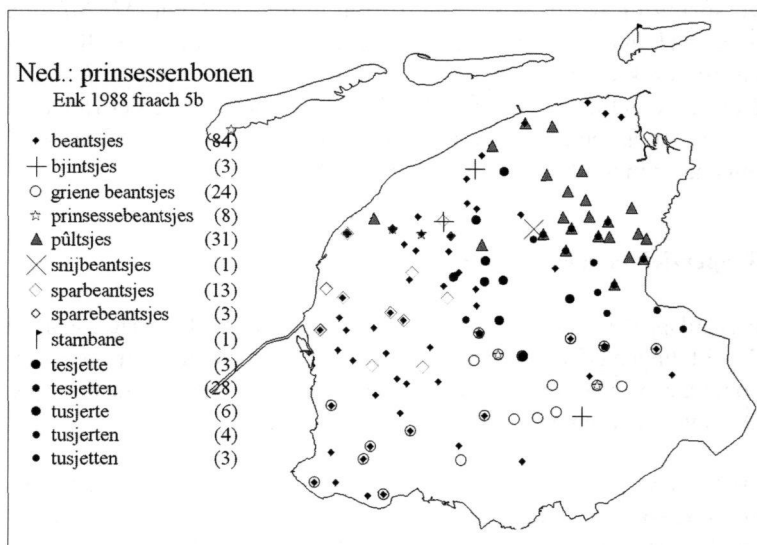 Ned.: prinsessenbonen
Enk 1988 fraach 5b
beantsjes (84)
bjintsjes (3)
griene beantsjes (24)
prinsessebeantsjes (8)
pûltsjes (31)
snijbeantsjes (1)
sparbeantsjes (13)
sparrebeantsjes (3)
stambane (1)
tesjette (3)
tesjetten (28)
tusjerte (6)
tusjerten (4)
tusjetten (3)